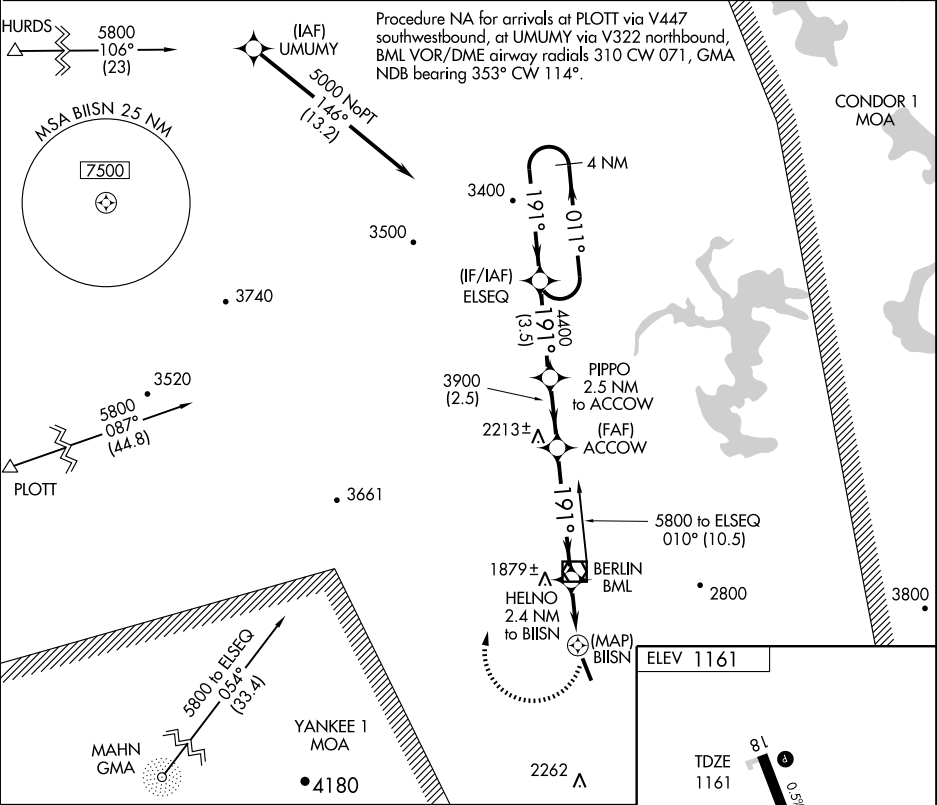 HURDS
5800
106°
(23)
(IAF)
UMUMY
5000 NoPT
146°
(13.2)
Procedure NA for arrivals at PLOTT via V447
southwestbound, at UMUMY via V322 northbound,
BML VOR/DME airway radials 310 CW 071, GMA
NDB bearing 353° CW 114°.
CONDOR 1
MOA
MSA BIISN 25 NM
7500
4 NM
3400
191°
011°
3500
(IF/IAF)
ELSEQ
3740
4400
191°
(3.5)
PIPPO
2.5 NM
to ACCOW
3900
(2.5)
3520
5800
087°
(44.8)
PLOTT
2213±
(FAF)
ACCOW
3661
191°
5800 to ELSEQ
010° (10.5)
1879±
BERLIN
BML
HELNO
2.4 NM
to BIISN
2800
3800
(MAP)
BIISN
ELEV 1161
5800 to ELSEQ
054°
(33.4)
MAHN
GMA
YANKEE 1
MOA
4180
2262
TDZE
1161
18
P
0.5%